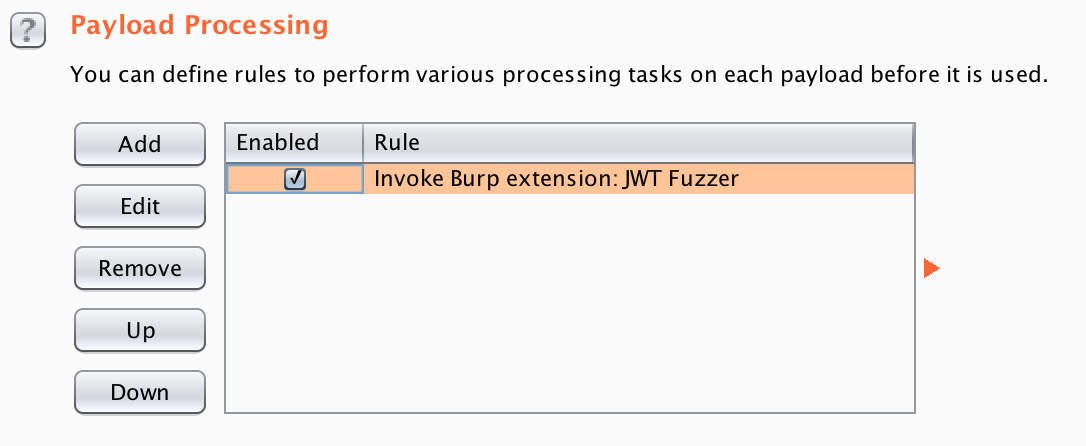 ?
Payload Processing
You can define rules to perform various processing tasks on each payload before it is used.
Add
Enabled
Rule
Invoke Burp extension: JWT Fuzzer
Edit
Remove
Up
Down